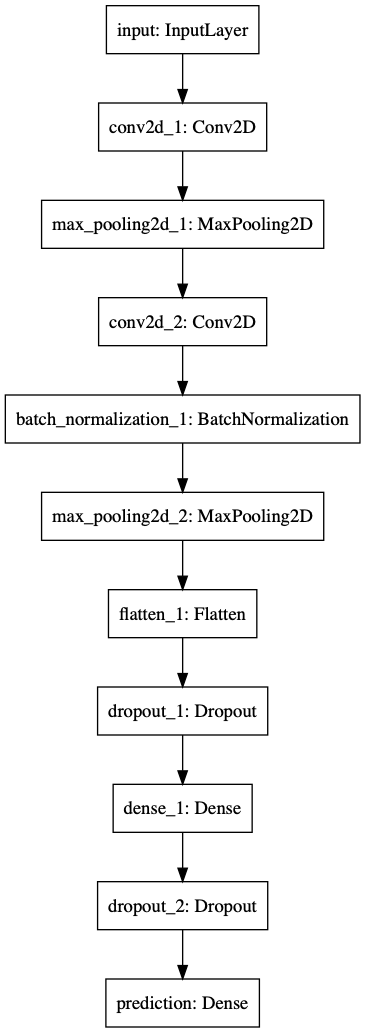 input: InputLayer
conv2d_1: Conv2D
max_pooling2d_1: MaxPooling2D
conv2d_2: Conv2D
batch_normalization_1: BatchNormalization
max_pooling2d_2: MaxPooling2D
flatten_1: Flatten
dropout_1: Dropout
dense_1: Dense
dropout_2: Dropout
prediction: Dense